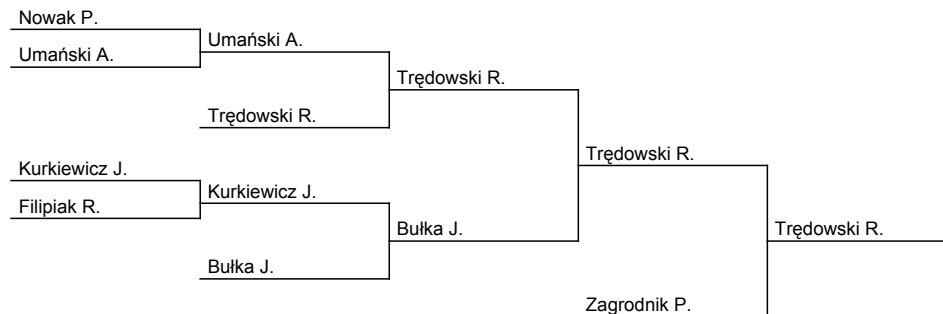 Nowak P.
Umański A.
Umański A.
Trędowski R.
Trędowski R.
Trędowski R.
Kurkiewicz J.
Kurkiewicz J.
Filipiak R.
Bułka J.
Trędowski R.
Bułka J.
Zagrodnik P.